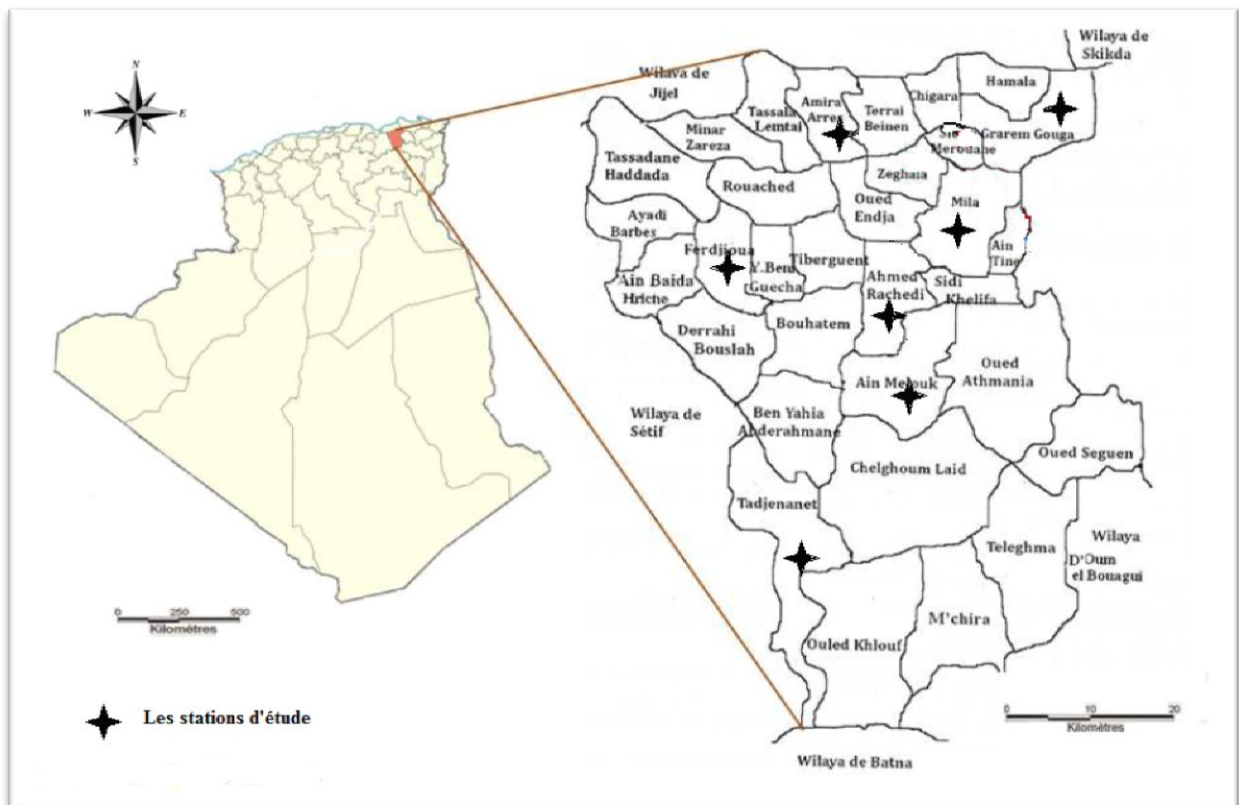 N
W
E
S
0 250 500
Kilomètres
Les stations d'étude
Wilaya de
Skikda
Wilava de
Jijel
Tassala
Lemtai
Amira
Arres
Terrai
Beinen
Chigara
Hamala
Minar
Zareza
Sid
Merouane
Grarem Gouga
Tassadane
Haddada
Rouached
Zeghaia
Oued
Endja
Mila
Ayadi
Barbes
Ain
Tine
Ferdjioua
Y.Beni
Guecha
Tiberguent
Ahmed
Rachedi
Sidi
Khelifa
Ain Baida
Hriche
Derrahi
Bouslah
Bouhatem
Oued
Athmania
Ain Melouk
Wilaya de
Sétif
Ben Yahia
Abderahmane
Chelghoum Laid
Oued Seguen
Tadjenanet
Teleghma
Wilaya
D'Oum
el Bouagui
M'chira
Ouled Khlouf
0 10 20
Kilomètres
Wilaya de Batna